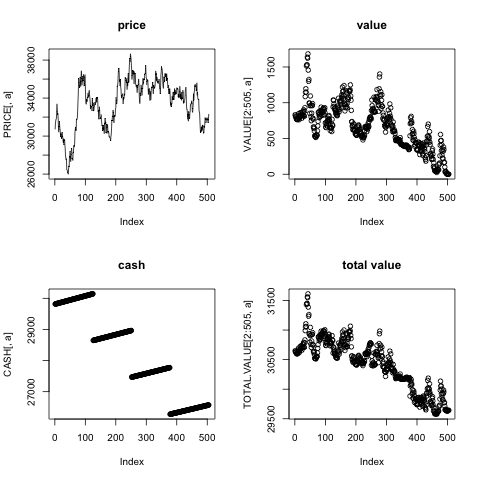 price
PRICE[, a]
26000 30000 34000 38000
0 100 200 300 400 500
Index
value
VALUE[2:505, a]
0 500 1000 1500
0 100 200 300 400 500
Index
cash
CASH[, a]
27000 29000
0 100 200 300 400 500
Index
total value
TOTAL.VALUE[2:505, a]
29500 30500 31500
0 100 200 300 400 500
Index